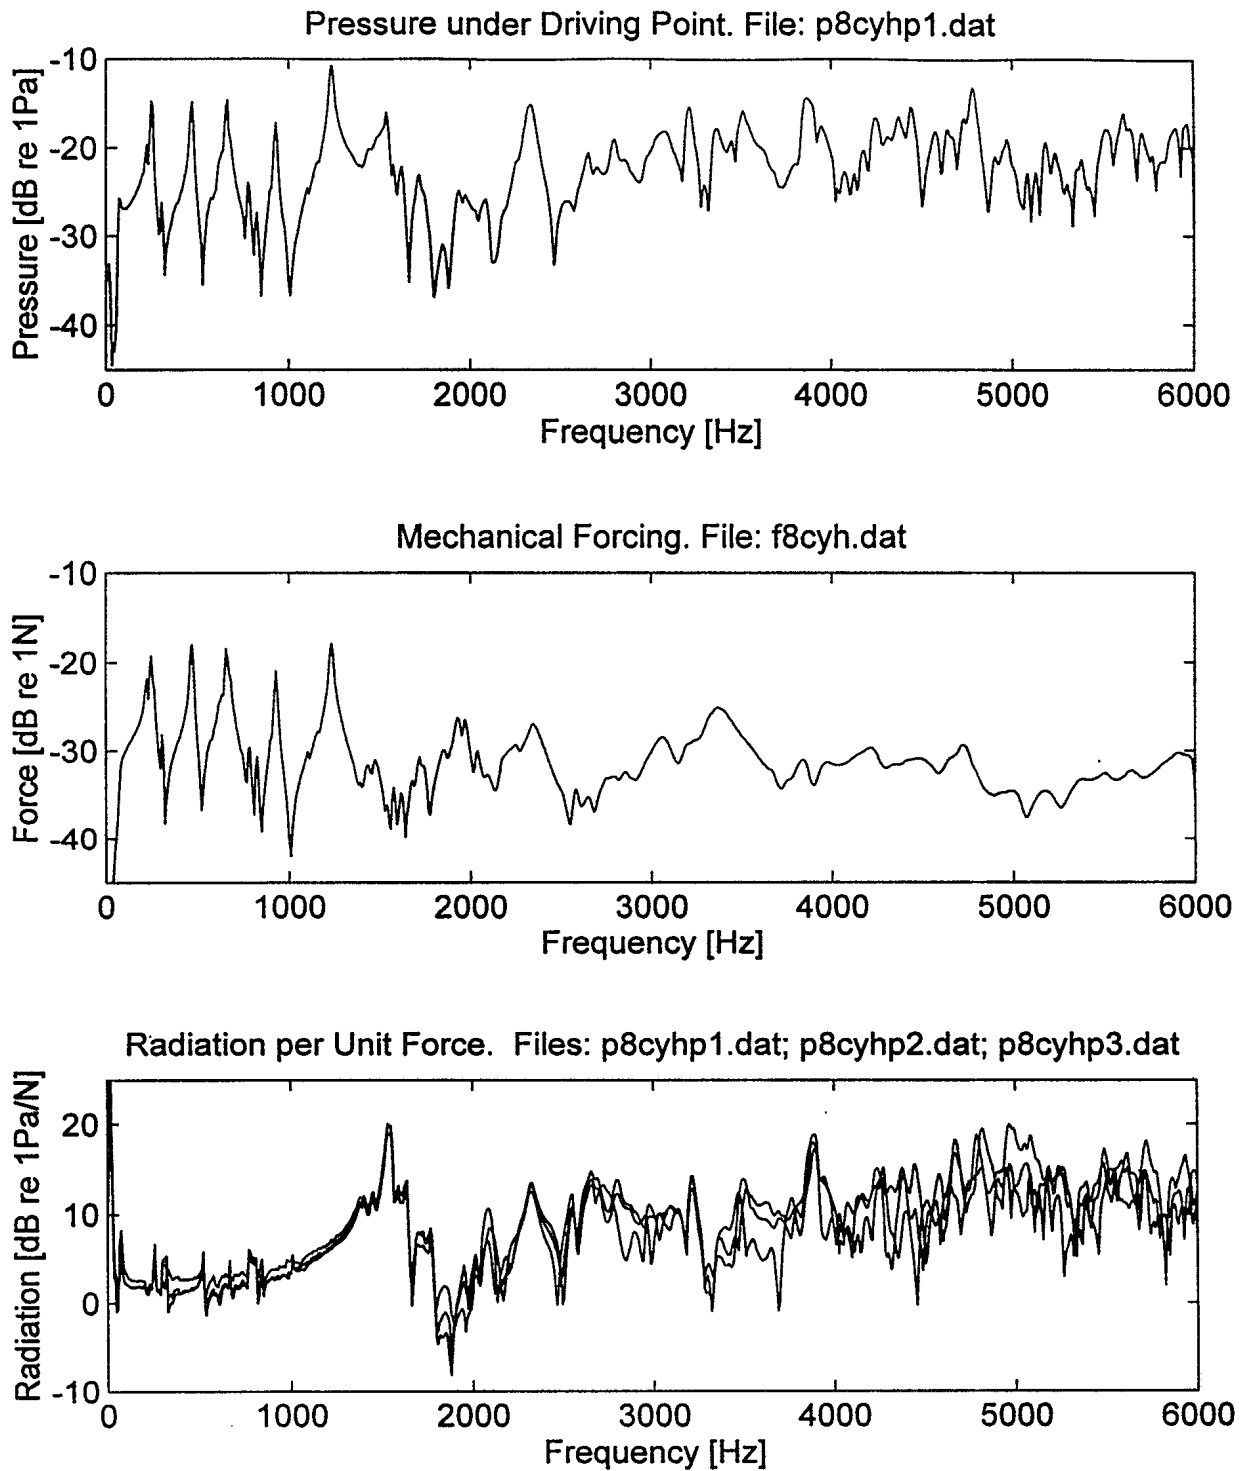 Pressure under Driving Point. File: p8cyhp1.dat
Pressure [dB re 1Pa]
-10
-20
-30
-40
0 1000 2000 3000 4000 5000 6000
Frequency [Hz]
Mechanical Forcing. File: f8cyh.dat
Force [dB re 1N]
-10
-20
-30
-40
0 1000 2000 3000 4000 5000 6000
Frequency [Hz]
Radiation per Unit Force. Files: p8cyhp1.dat; p8cyhp2.dat; p8cyhp3.dat
Radiation [dB re 1Pa/N]
20
10
0
-10
0 1000 2000 3000 4000 5000 6000
Frequency [Hz]